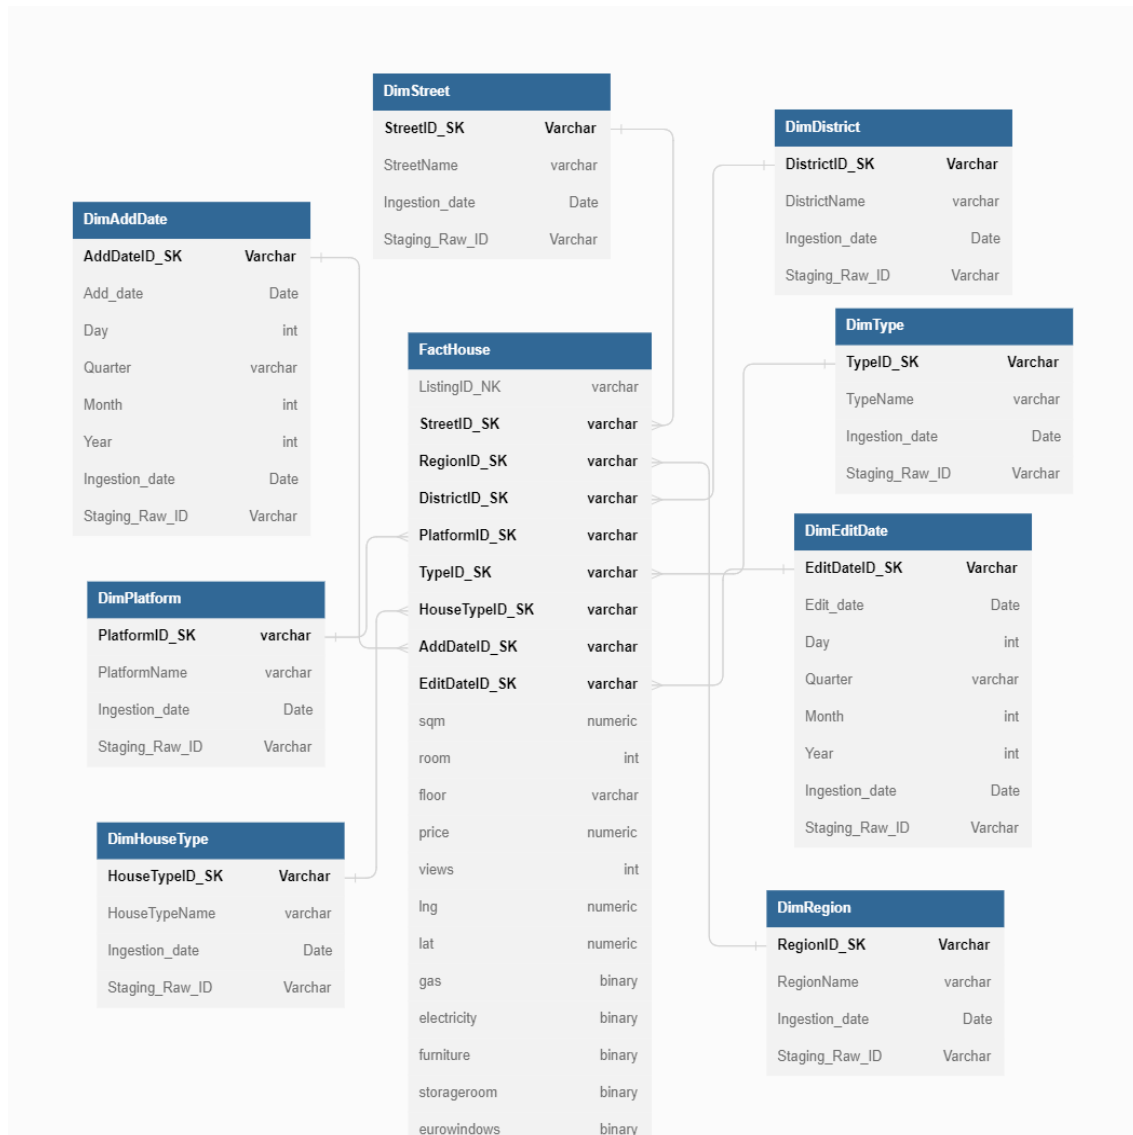 DimStreet
StreetID_SK Varchar
StreetName varchar
Ingestion_date Date
Staging_Raw_ID Varchar
DimDistrict
DistrictID_SK Varchar
DistrictName varchar
Ingestion_date Date
Staging_Raw_ID Varchar
DimAddDate
AddDateID_SK Varchar
Add_date Date
Day int
Quarter varchar
Month int
Year int
Ingestion_date Date
Staging_Raw_ID Varchar
DimType
TypeID_SK Varchar
TypeName varchar
Ingestion_date Date
Staging_Raw_ID Varchar
FactHouse
ListingID_NK varchar
StreetID_SK varchar
RegionID_SK varchar
DistrictID_SK varchar
PlatformID_SK varchar
TypeID_SK varchar
HouseTypeID_SK varchar
AddDateID_SK varchar
EditDateID_SK varchar
sqm numeric
room int
floor varchar
price numeric
views int
lng numeric
lat numeric
gas binary
electricity binary
furniture binary
storageroom binary
eurowindows binary
DimEditDate
EditDateID_SK Varchar
Edit_date Date
Day int
Quarter varchar
Month int
Year int
Ingestion_date Date
Staging_Raw_ID Varchar
DimPlatform
PlatformID_SK varchar
PlatformName varchar
Ingestion_date Date
Staging_Raw_ID Varchar
DimHouseType
HouseTypeID_SK Varchar
HouseTypeName varchar
Ingestion_date Date
Staging_Raw_ID Varchar
DimRegion
RegionID_SK Varchar
RegionName varchar
Ingestion_date Date
Staging_Raw_ID Varchar